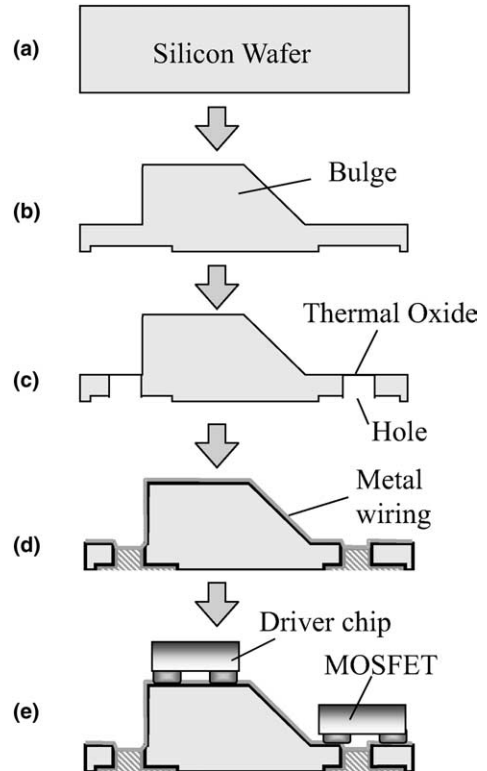 (a)
Silicon Wafer
(b)
Bulge
Thermal Oxide
(c)
Hole
Metal
wiring
(d)
Driver chip
MOSFET
(e)